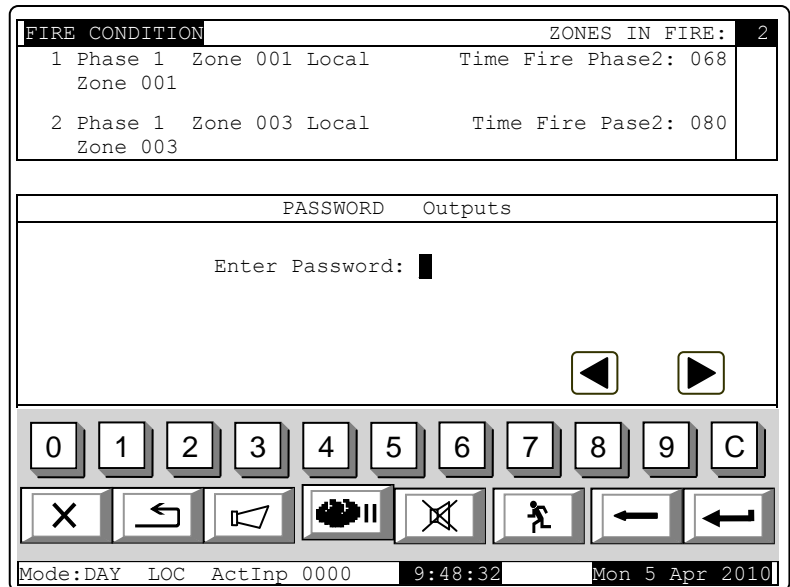 FIRE CONDITION ZONES IN FIRE: 2
1 Phase 1 Zone 001 Local Time Fire Phase2: 068
Zone 001
2 Phase 1 Zone 003 Local Time Fire Pase2: 080
Zone 003
PASSWORD Outputs
Enter Password:
0 1 2 3 4 5 6 7 8 9 C
Mode:DAY LOC ActInp 0000 9:48:32 Mon 5 Apr 2010